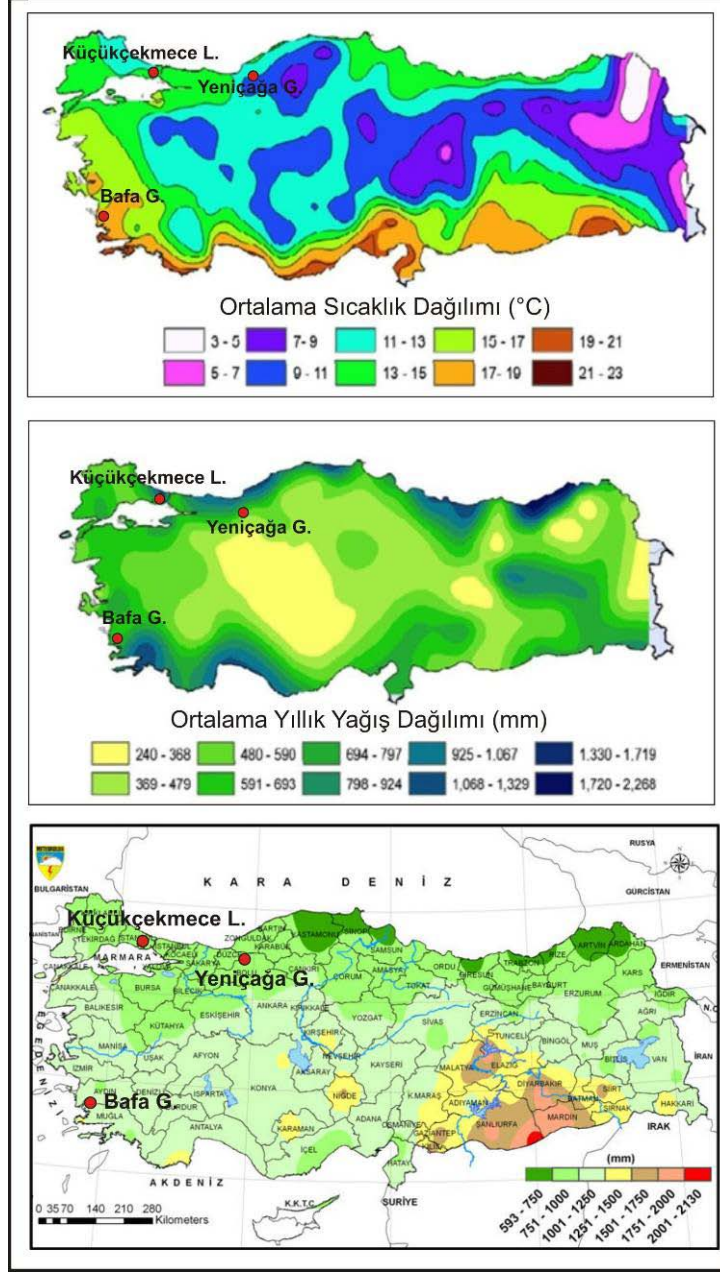 Küçükçekmece L.
Yeniçağa G.
Bafa G.
Ortalama Sıcaklık Dağılımı (°C)
3 - 5 7 - 9 11 - 13 15 - 17 19 - 21
5 - 7 9 - 11 13 - 15 17 - 19 21 - 23
Küçükçekmece L.
Yeniçağa G.
Bafa G.
Ortalama Yıllık Yağış Dağılımı (mm)
240 - 368 480 - 590 694 - 797 925 - 1.067 1.330 - 1,719
369 - 479 591 - 693 798 - 924 1,068 - 1,329 1,720 - 2,268
RUSYA
BULGARİSTAN
KARA DENİZ
GÜRCİSTAN
Küçükçekmece L.
BARTIN
KASTAMONU
SİNOP
EDİRNE
TEKİRDAĞ
İSTANBUL
ZONGULDAK
KARABÜK
SAMSUN
ARTVİN
ARDAHAN
KOCAELİ
DÜZCE
ORDU
GİRESUN
TRABZON
RİZE
MARMARA
SAKARYA
BOLU
Yeniçağa G.
ÇANKIRI
ÇORUM
AMASYA
TOKAT
GÜMÜŞHANE
BAYBURT
KARS
ERMENİSTAN
ÇANAKKALE
ÇANAKKALE
BURSA
BİLECİK
ERZURUM
IĞDIR
BALIKESİR
ESKİŞEHİR
ANKARA
KIRIKKALE
YOZGAT
SİVAS
ERZİNCAN
AĞRI
KÜTAHYA
KIRŞEHİR
TUNCELİ
BİNGÖL
MUŞ
EGE DENİZİ
MANİSA
UŞAK
AFYON
NEVŞEHİR
KAYSERİ
MALATYA
ELAZIĞ
BİTLİS
VAN
İRAN
İZMİR
AKSARAY
DİYARBAKIR
AYDIN
DENİZLİ
ISPARTA
KONYA
NİĞDE
K.MARAŞ
ADIYAMAN
BATMAN
SİİRT
ŞIRNAK
HAKKARİ
Bafa G.
BURDUR
MUĞLA
ANTALYA
KARAMAN
ADANA
OSMANİYE
GAZİANTEP
KİLİS
ŞANLIURFA
MARDİN
IRAK
İÇEL
HATAY
AKDENİZ
K.K.T.C.
SURİYE
(mm)
0 35 70 140 210 280
Kilometers
593 - 750
751 - 1000
1001 - 1250
1251 - 1500
1501 - 1750
1751 - 2000
2001 - 2130